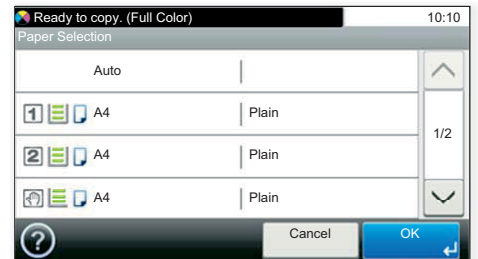 Ready to copy. (Full Color) 10:10
Paper Selection
Auto
1 A4 Plain
1/2
2 A4 Plain
A4 Plain
? Cancel OK